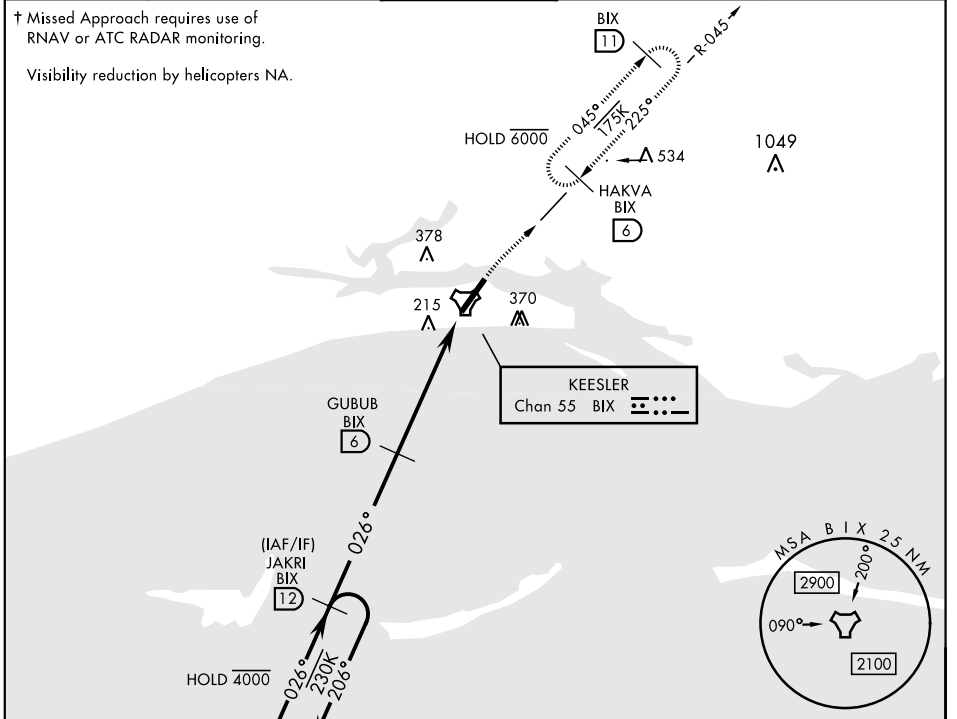 † Missed Approach requires use of
RNAV or ATC RADAR monitoring.
Visibility reduction by helicopters NA.
BIX
11
R-045
045°
175K
225°
HOLD 6000
534
1049
HAKVA
BIX
6
378
215
370
KEESLER
Chan 55 BIX
GUBUB
BIX
6
026°
(IAF/IF)
JAKRI
BIX
12
HOLD 4000
026°
230K
206°
MSA BIX 25 NM
200°
2900
090°
2100